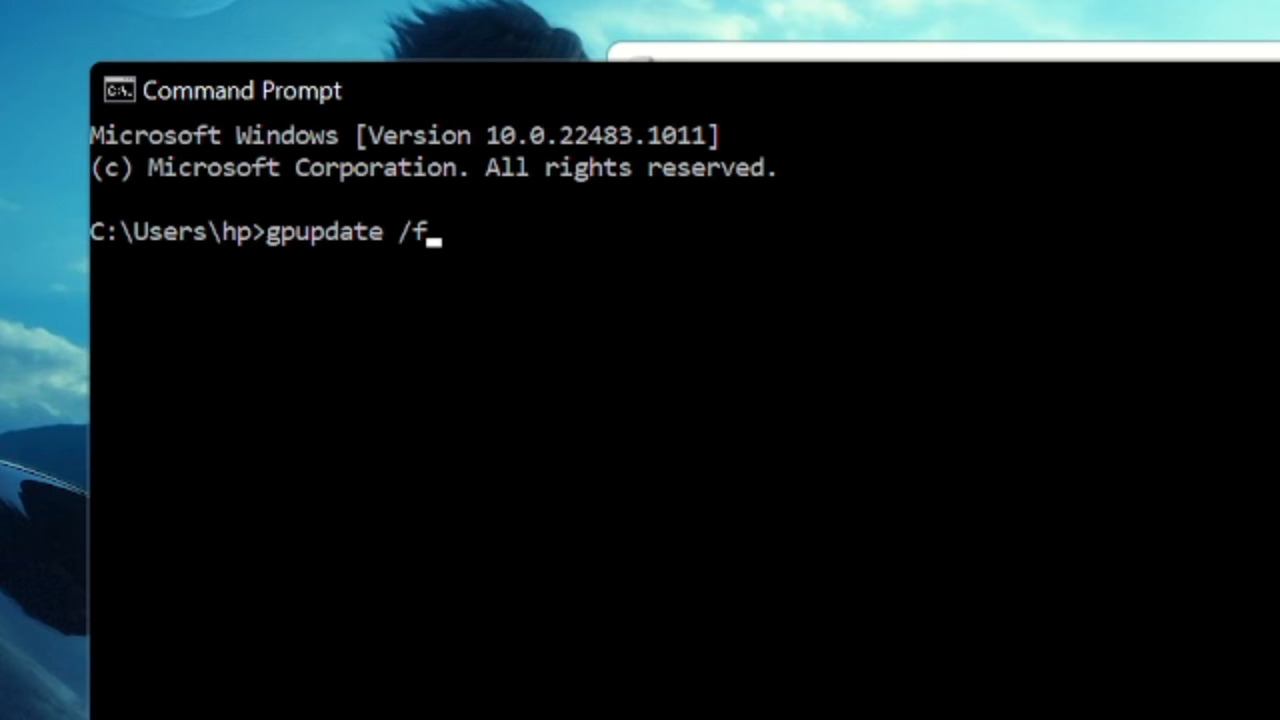 Command Prompt
Microsoft Windows [Version 10.0.22483.1011]
(c) Microsoft Corporation. All rights reserved.
C:\Users\hp>gpupdate /f